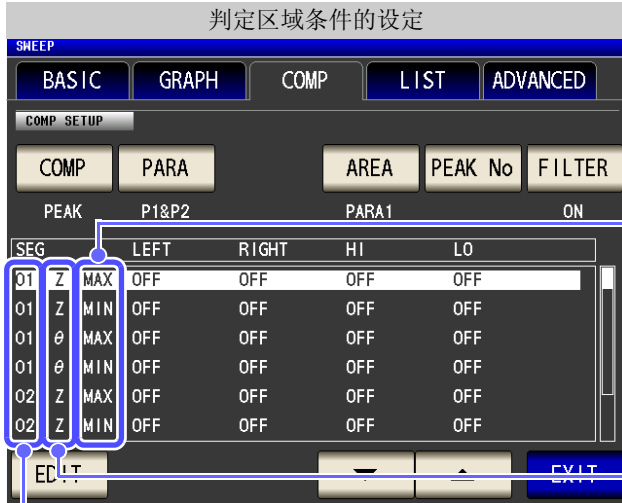 判定区域条件的设定
SWEEP
BASIC GRAPH COMP LIST ADVANCED
COMP SETUP
COMP PARA AREA PEAK No FILTER
PEAK P1&P2 PARA1 ON
SEG LEFT RIGHT HI LO
01 Z MAX OFF OFF OFF OFF
01 Z MIN OFF OFF OFF OFF
01 θ MAX OFF OFF OFF OFF
01 θ MIN OFF OFF OFF OFF
02 Z MAX OFF OFF OFF OFF
02 Z MIN OFF OFF OFF OFF
EDIT EXIT